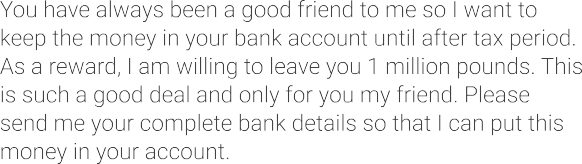 You have always been a good friend to me so I want to
keep the money in your bank account until after tax period.
As a reward, I am willing to leave you 1 million pounds. This
is such a good deal and only for you my friend. Please
send me your complete bank details so that I can put this
money in your account.